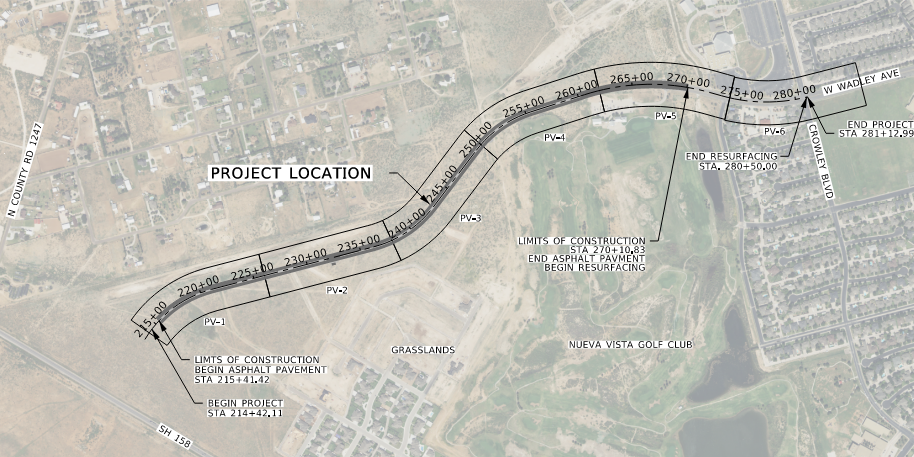 265+00
270+00
275+00
280+00
W WADLEY AVE
255+00
260+00
PV-5
PV-6
END PROJECT
STA 281+12.99
N COUNTY RD 1247
250+00
PV-4
CROWLEY BLVD
END RESURFACING
STA. 280+50.00
PROJECT LOCATION
245+00
240+00
PV-3
235+00
230+00
225+00
220+00
215+00
LIMITS OF CONSTRUCTION
STA 270+10.83
END ASPHALT PAVMENT
BEGIN RESURFACING
PV-2
PV-1
GRASSLANDS
NUEVA VISTA GOLF CLUB
LIMTS OF CONSTRUCTION
BEGIN ASPHALT PAVEMENT
STA 215+41.42
BEGIN PROJECT
STA 214+42.11
SH 158